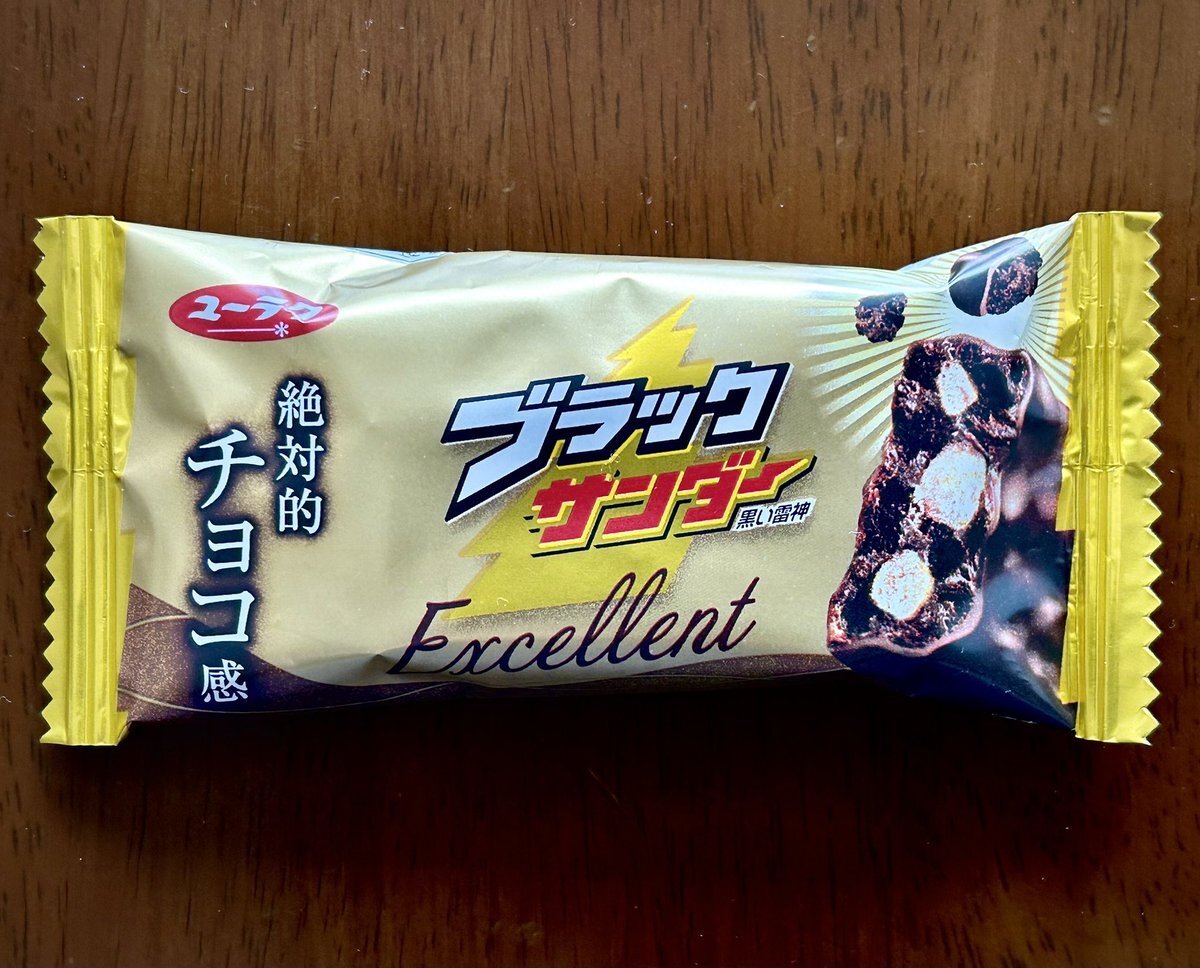 ユーラク
絶対的
チョコ感
ブラック
サンダー
黒い雷神
Excellent